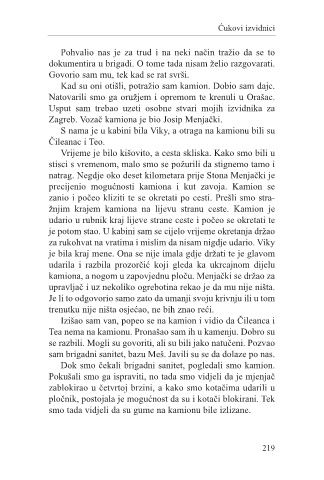 Ćukovi izvidnici
Pohvalio nas je za trud i na neki način tražio da se to
dokumentira u brigadi. O tome tada nisam želio razgovarati.
Govorio sam mu, tek kad se rat svrši.
Kad su oni otišli, potražio sam kamion. Dobio sam dajc.
Natovarili smo ga oružjem i opremom te krenuli u Orašac.
Usput sam trebao uzeti osobne stvari mojih izvidnika za
Zagreb. Vozač kamiona je bio Josip Menjački.
S nama je u kabini bila Viky, a otraga na kamionu bili su
Čileanac i Teo.
Vrijeme je bilo kišovito, a cesta skliska. Kako smo bili u
stisci s vremenom, malo smo se požurili da stignemo tamo i
natrag. Negdje oko deset kilometara prije Stona Menjački je
precijenio mogućnosti kamiona i kut zavoja. Kamion se
zanio i počeo kliziti te se okretati po cesti. Prešli smo stra-
žnjim krajem kamiona na lijevu stranu ceste. Kamion je
udario u rubnik kraj lijeve strane ceste i počeo se okretati te
je potom stao. U kabini sam se cijelo vrijeme okretanja držao
za rukohvat na vratima i mislim da nisam nigdje udario. Viky
je bila kraj mene. Ona se nije imala gdje držati te je glavom
udarila i razbila prozorčić koji gleda ka ukrcajnom dijelu
kamiona, a nogom u zapovjednu ploču. Menjački se držao za
upravljač i uz nekoliko ogrebotina rekao je da mu nije ništa.
Je li to odgovorio samo zato da umanji svoju krivnju ili u tom
trenutku nije ništa osjećao, ne bih znao reći.
Izišao sam van, popeo se na kamion i vidio da Čileanca i
Tea nema na kamionu. Pronašao sam ih u kamenju. Dobro su
se razbili. Mogli su govoriti, ali su bili jako natučeni. Pozvao
sam brigadni sanitet, bazu Meš. Javili su se da dolaze po nas.
Dok smo čekali brigadni sanitet, pogledali smo kamion.
Pokušali smo ga ispraviti, no tada smo vidjeli da je mjenjač
zablokirao u četvrtoj brzini, a kako smo kotačima udarili u
pločnik, postojala je mogućnost da su i kotači blokirani. Tek
smo tada vidjeli da su gume na kamionu bile izlizane.
219